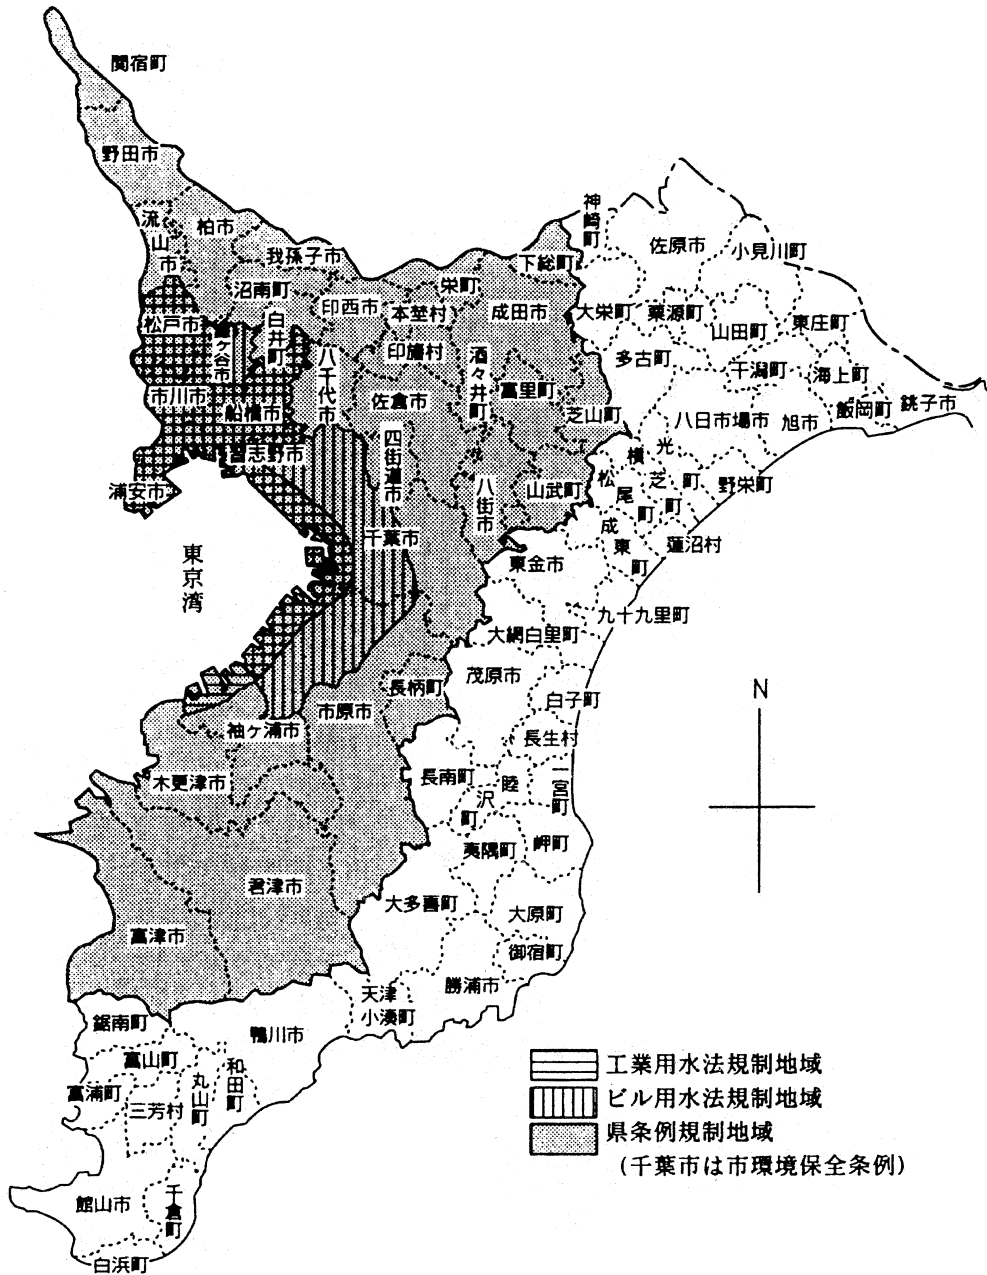 関宿町
野田市
流山市
柏市
我孫子市
沼南町
神崎町
佐原市
小見川町
下総町
栄町
印西市
本埜村
成田市
大栄町
栗源町
山田町
東庄町
松戸市
鎌ヶ谷市
白井町
八千代市
印旛村
酒々井町
富里町
多古町
干潟町
海上町
市川市
船橋市
佐倉市
芝山町
八日市場市
旭市
飯岡町
銚子市
習志野市
四街道市
八街市
山武町
横芝町
光町
松尾町
野栄町
浦安市
千葉市
成東町
蓮沼村
東京湾
東金市
九十九里町
大網白里町
茂原市
長柄町
白子町
市原市
袖ヶ浦市
長生村
木更津市
長南町
睦沢町
一宮町
夷隅町
岬町
君津市
大多喜町
大原町
富津市
御宿町
勝浦市
天津
小湊町
鋸南町
鴨川市
富山町
富浦町
三芳村
丸山町
和田町
館山市
千倉町
白浜町
N
工業用水法規制地域
ビル用水法規制地域
県条例規制地域
(千葉市は市環境保全条例)